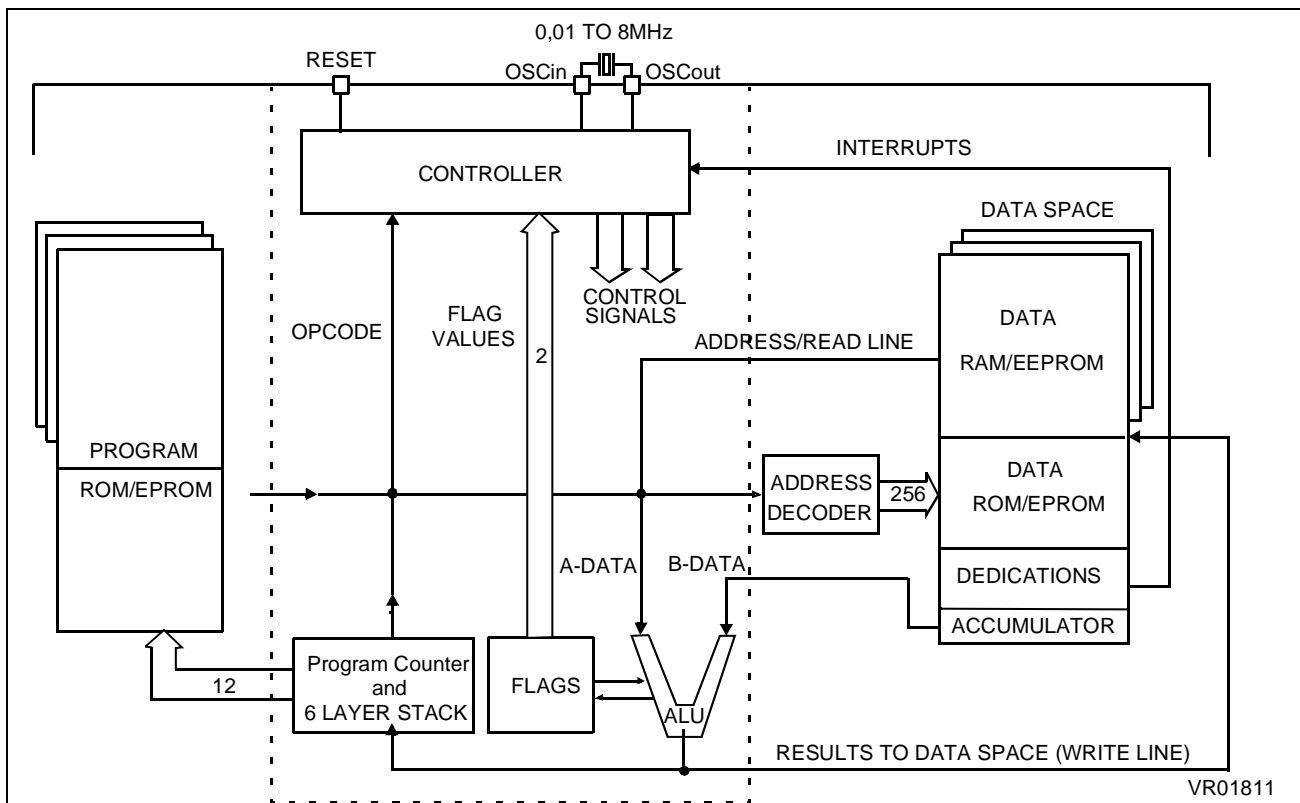 0,01 TO 8MHz
RESET
OSCin
OSCout
INTERRUPTS
CONTROLLER
DATA SPACE
CONTROL
SIGNALS
FLAG
VALUES
OPCODE
2
DATA
RAM/EEPROM
ADDRESS/READ LINE
PROGRAM
ROM/EPROM
ADDRESS
DECODER
256
DATA
ROM/EPROM
A-DATA
B-DATA
DEDICATIONS
ACCUMULATOR
12
Program Counter
and
6 LAYER STACK
FLAGS
ALU
RESULTS TO DATA SPACE (WRITE LINE)
VR01811